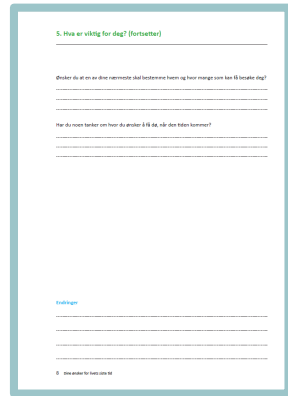 5. Hva er viktig for deg? (fortsetter)
Ønsker du at en av dine nærmeste skal bestemme hvem og hvor mange som kan få besøke deg?
Har du noen tanker om hvor du ønsker å få dø, når den tiden kommer?
Endringer
8 Dine ønsker for livets siste tid